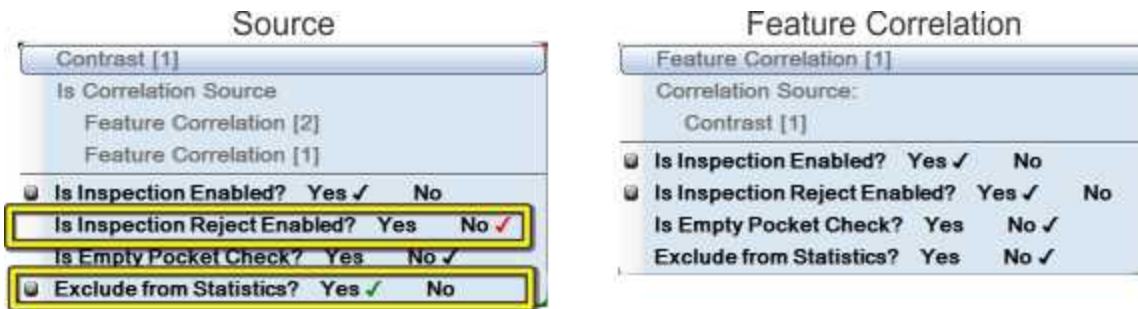 Source
Contrast [1]
Is Correlation Source
Feature Correlation [2]
Feature Correlation [1]
Is Inspection Enabled? Yes ✓ No
Is Inspection Reject Enabled? Yes No ✓
Is Empty Pocket Check? Yes No ✓
Exclude from Statistics? Yes ✓ No
Feature Correlation
Feature Correlation [1]
Correlation Source:
Contrast [1]
Is Inspection Enabled? Yes ✓ No
Is Inspection Reject Enabled? Yes ✓ No
Is Empty Pocket Check? Yes No ✓
Exclude from Statistics? Yes No ✓